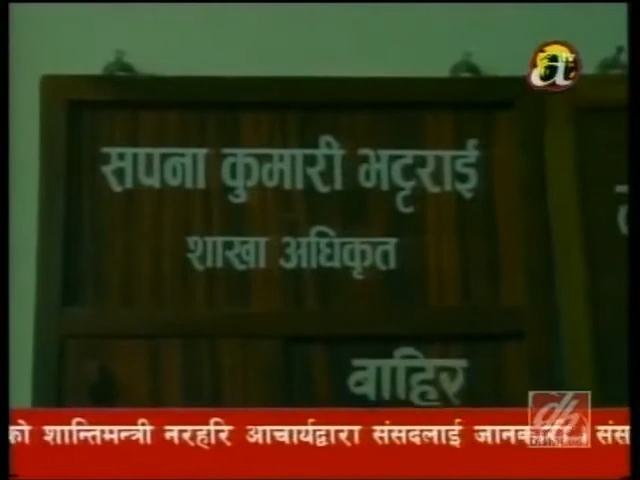 सपना कुमारी भट्टराई
शाखा अधिकृत
बाहिर
को शान्तिमन्त्री नरहरि आचार्यद्वारा संसदलाई